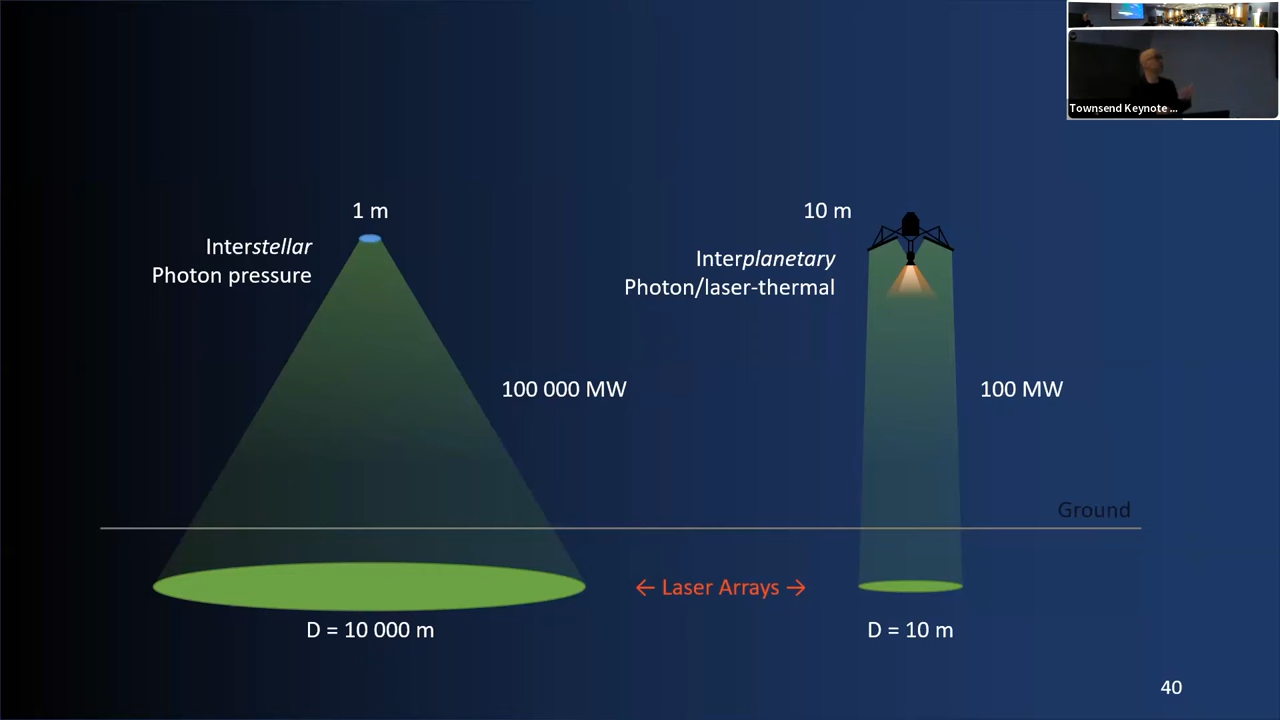 Townsend Keynote ...
1 m
10 m
Interstellar
Photon pressure
Interplanetary
Photon/laser-thermal
100 000 MW
100 MW
Ground
← Laser Arrays →
D = 10 000 m
D = 10 m
40